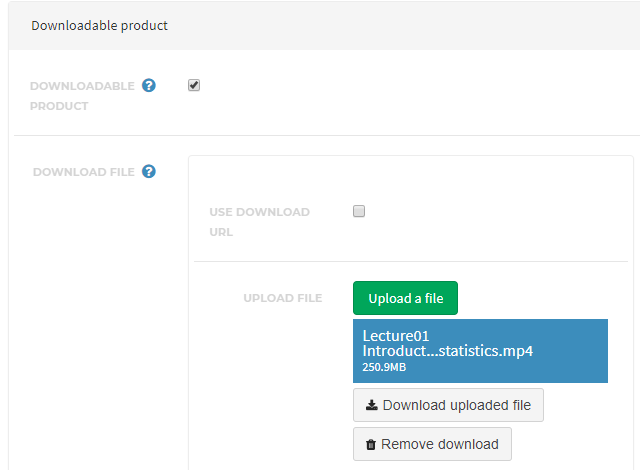 Downloadable product
DOWNLOADABLE
PRODUCT
DOWNLOAD FILE
USE DOWNLOAD
URL
UPLOAD FILE
Upload a file
Lecture01
Introduct...statistics.mp4
250.9MB
Download uploaded file
Remove download